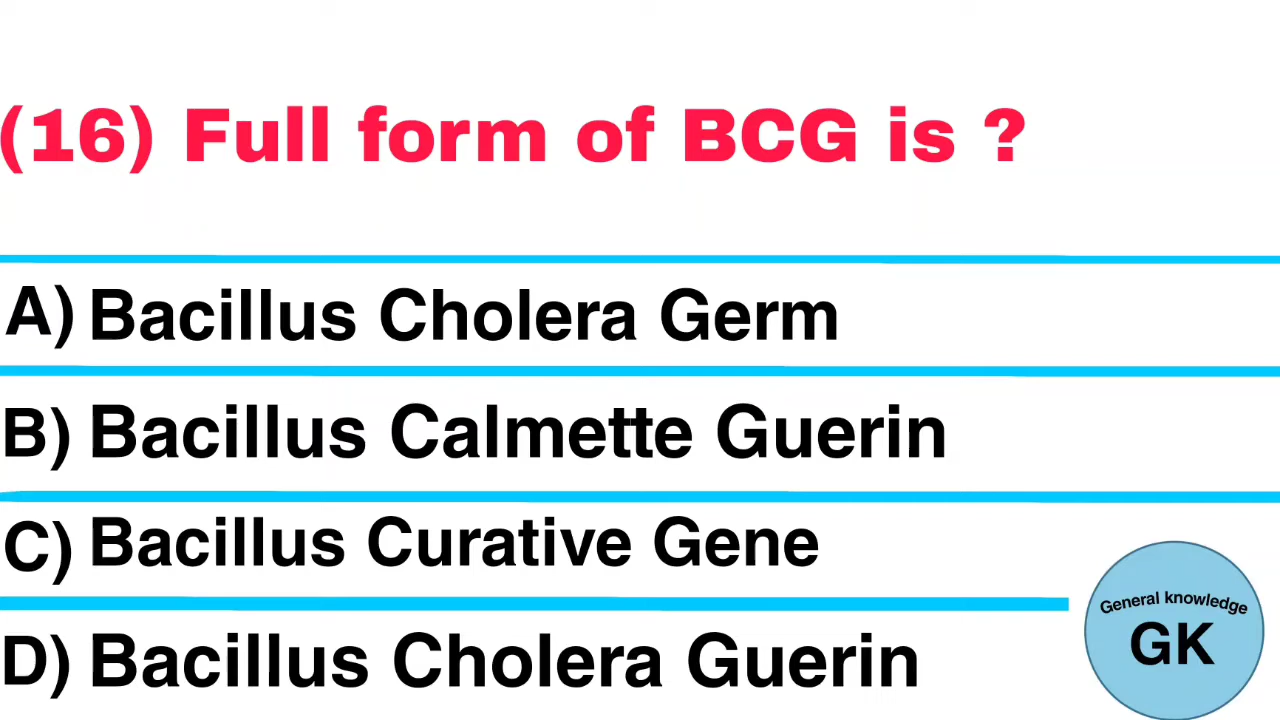 (16) Full form of BCG is ?
A) Bacillus Cholera Germ
B) Bacillus Calmette Guerin
C) Bacillus Curative Gene
D) Bacillus Cholera Guerin
General knowledge
GK